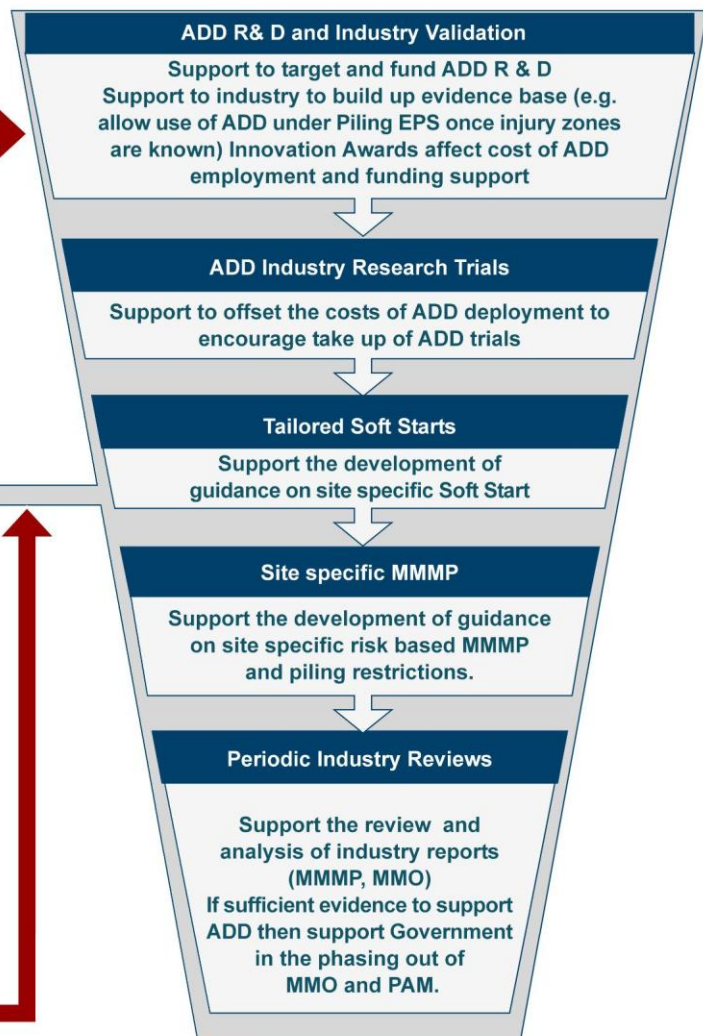 ADD R& D and Industry Validation
Support to target and fund ADD R & D
Support to industry to build up evidence base (e.g.
allow use of ADD under Piling EPS once injury zones
are known) Innovation Awards affect cost of ADD
employment and funding support
ADD Industry Research Trials
Support to offset the costs of ADD deployment to
encourage take up of ADD trials
Tailored Soft Starts
Support the development of
guidance on site specific Soft Start
Site specific MMMP
Support the development of guidance
on site specific risk based MMMP
and piling restrictions.
Periodic Industry Reviews
Support the review and
analysis of industry reports
(MMMP, MMO)
If sufficient evidence to support
ADD then support Government
in the phasing out of
MMO and PAM.